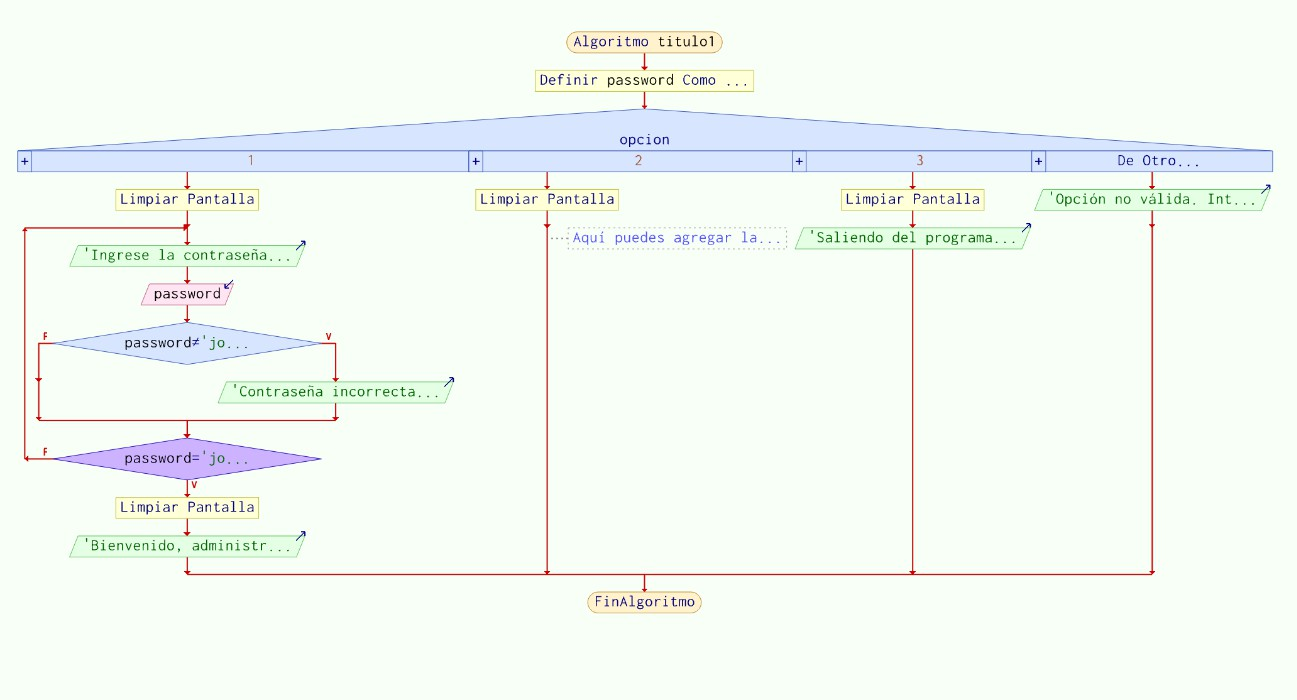 Algoritmo titulo1
Definir password Como ...
opcion
+ 1 + 2 + 3 + De Otro...
Limpiar Pantalla
Limpiar Pantalla
Limpiar Pantalla
'Opción no válida. Int...
Aquí puedes agregar la...
'Saliendo del programa...
'Ingrese la contraseña...
password
F
password≠'jo...
V
'Contraseña incorrecta...
F
password='jo...
V
Limpiar Pantalla
'Bienvenido, administr...
FinAlgoritmo